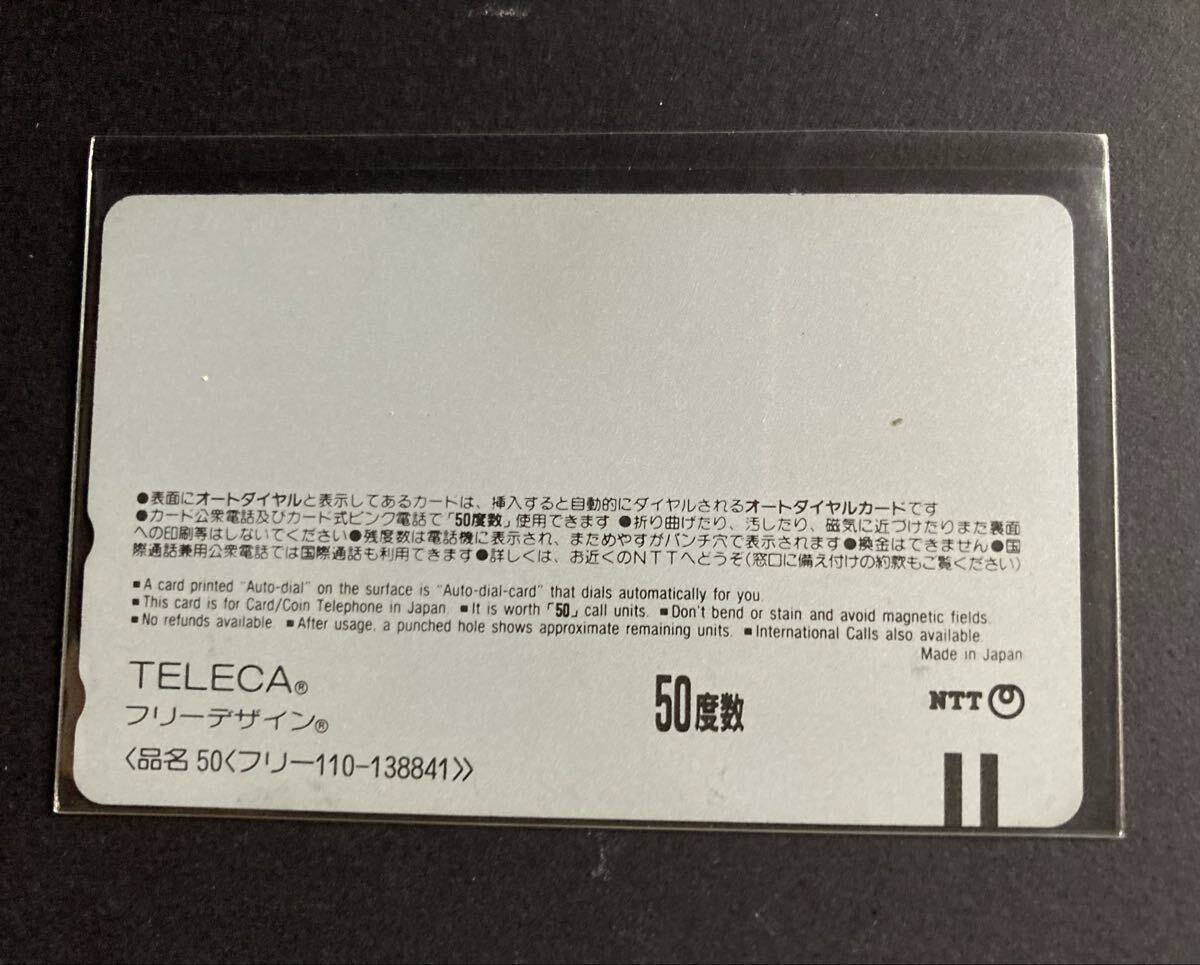 ●表面にオートダイヤルと表示してあるカードは、挿入すると自動的にダイヤルされるオートダイヤルカードです
●カード公衆電話及びカード式ピンク電話で「50度数」使用できます ●折り曲げたり、汚したり、磁気に近づけたりまた裏面
への印刷等はしないでください●残度数は電話機に表示され、まためやすがパンチ穴で表示されます●換金はできません●国
際通話兼用公衆電話では国際通話も利用できます●詳しくは、お近くのNTTへどうぞ(窓口に備え付けの約款もご覧ください)
■A card printed "Auto-dial" on the surface is "Auto-dial-card" that dials automatically for you.
■This card is for Card/Coin Telephone in Japan. ■It is worth「50」call units. ■Don't bend or stain and avoid magnetic fields.
■No refunds available. ■After usage, a punched hole shows approximate remaining units. ■International Calls also available.
Made in Japan
TELECA®
フリーデザイン®
50度数
NTT
〈品名 50〈フリー110-138841〉〉